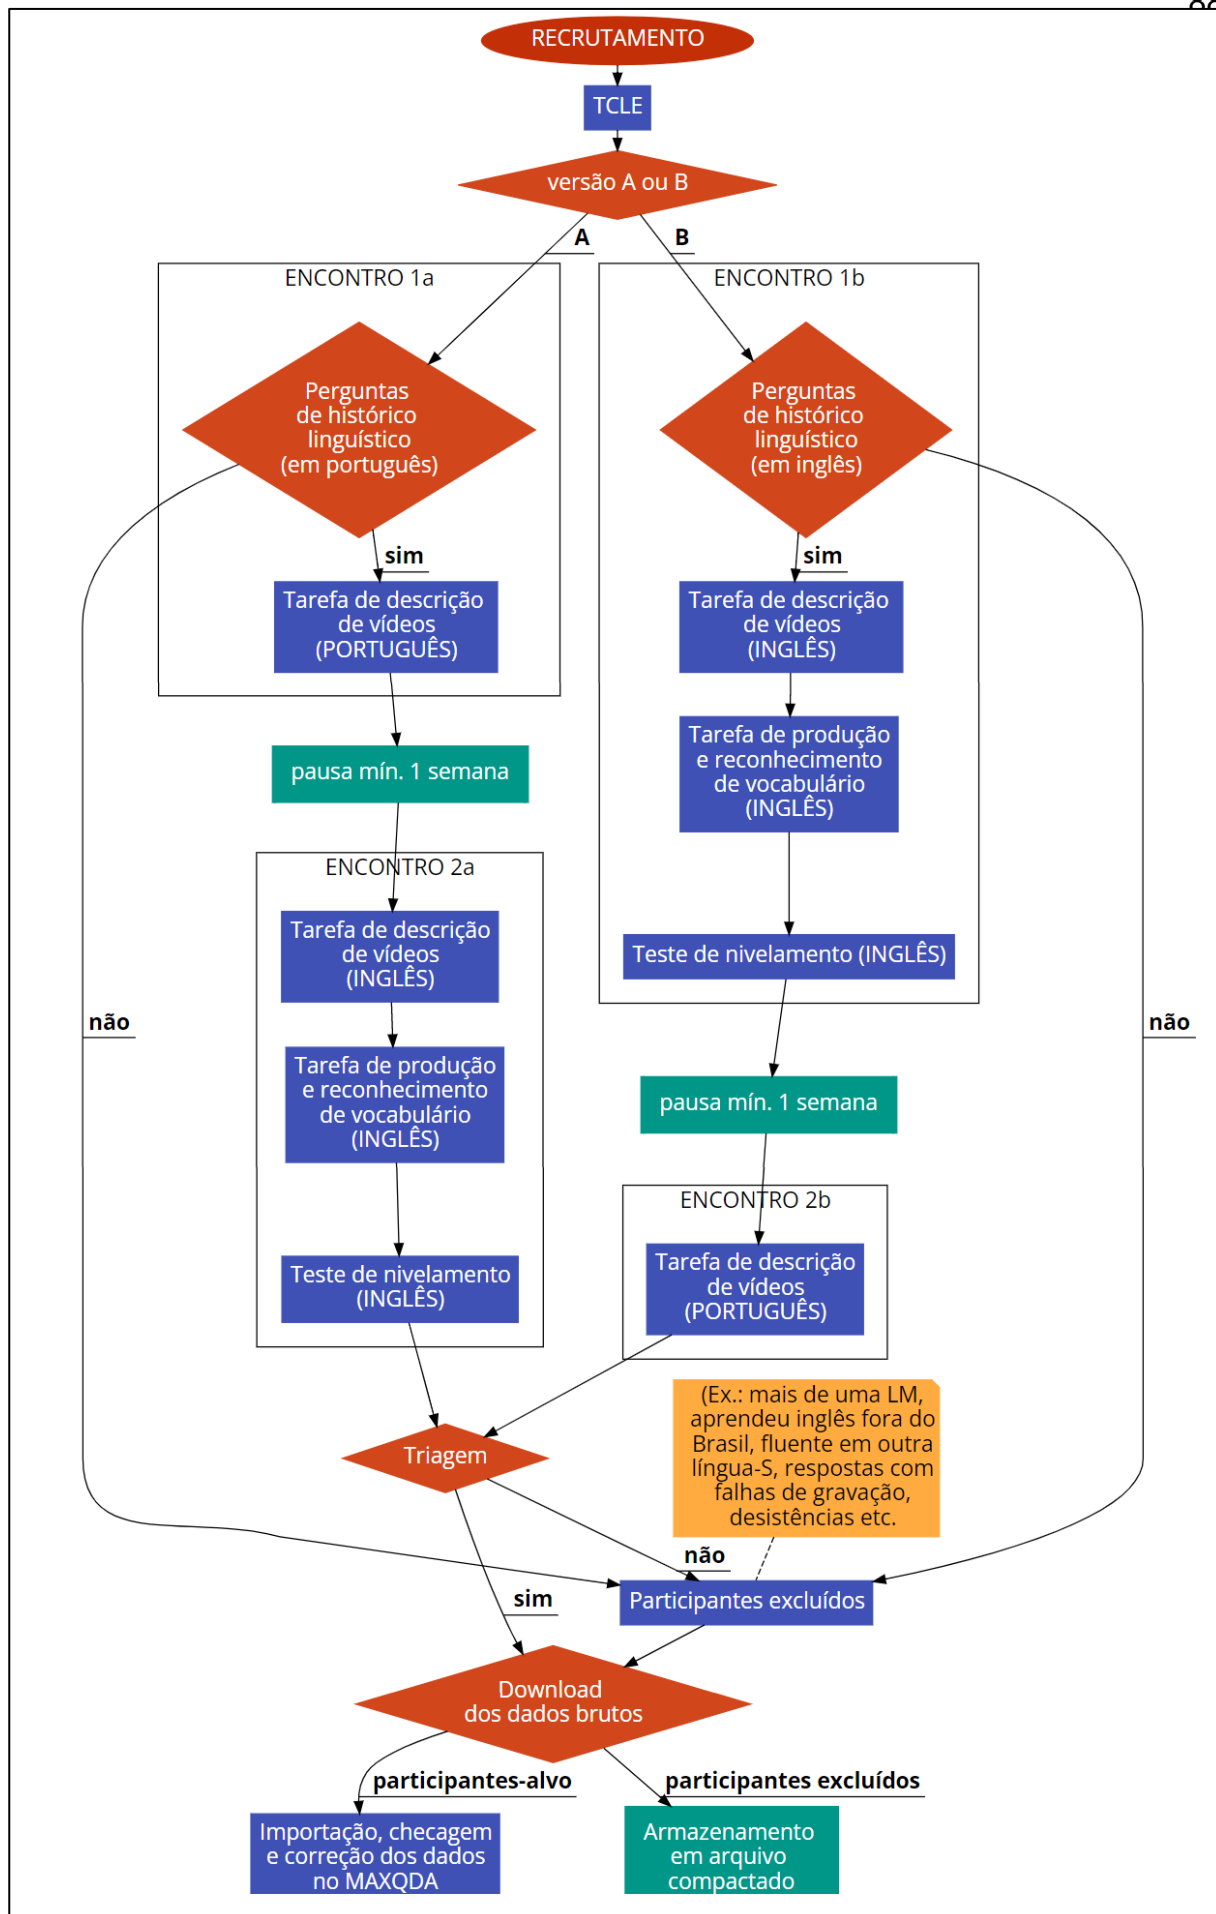 RECRUTAMENTO
TCLE
versão A ou B
A
B
ENCONTRO 1a
Perguntas
de histórico
linguístico
(em português)
sim
Tarefa de descrição
de vídeos
(PORTUGUÊS)
pausa mín. 1 semana
ENCONTRO 2a
Tarefa de descrição
de vídeos
(INGLÊS)
Tarefa de produção
e reconhecimento
de vocabulário
(INGLÊS)
Teste de nivelamento
(INGLÊS)
não
ENCONTRO 1b
Perguntas
de histórico
linguístico
(em inglês)
sim
Tarefa de descrição
de vídeos
(INGLÊS)
Tarefa de produção
e reconhecimento
de vocabulário
(INGLÊS)
Teste de nivelamento (INGLÊS)
não
pausa mín. 1 semana
ENCONTRO 2b
Tarefa de descrição
de vídeos
(PORTUGUÊS)
Triagem
(Ex.: mais de uma LM,
aprendeu inglês fora do
Brasil, fluente em outra
língua-S, respostas com
falhas de gravação,
desistências etc.
não
sim
Participantes excluídos
Download
dos dados brutos
participantes-alvo
participantes excluídos
Importação, checagem
e correção dos dados
no MAXQDA
Armazenamento
em arquivo
compactado